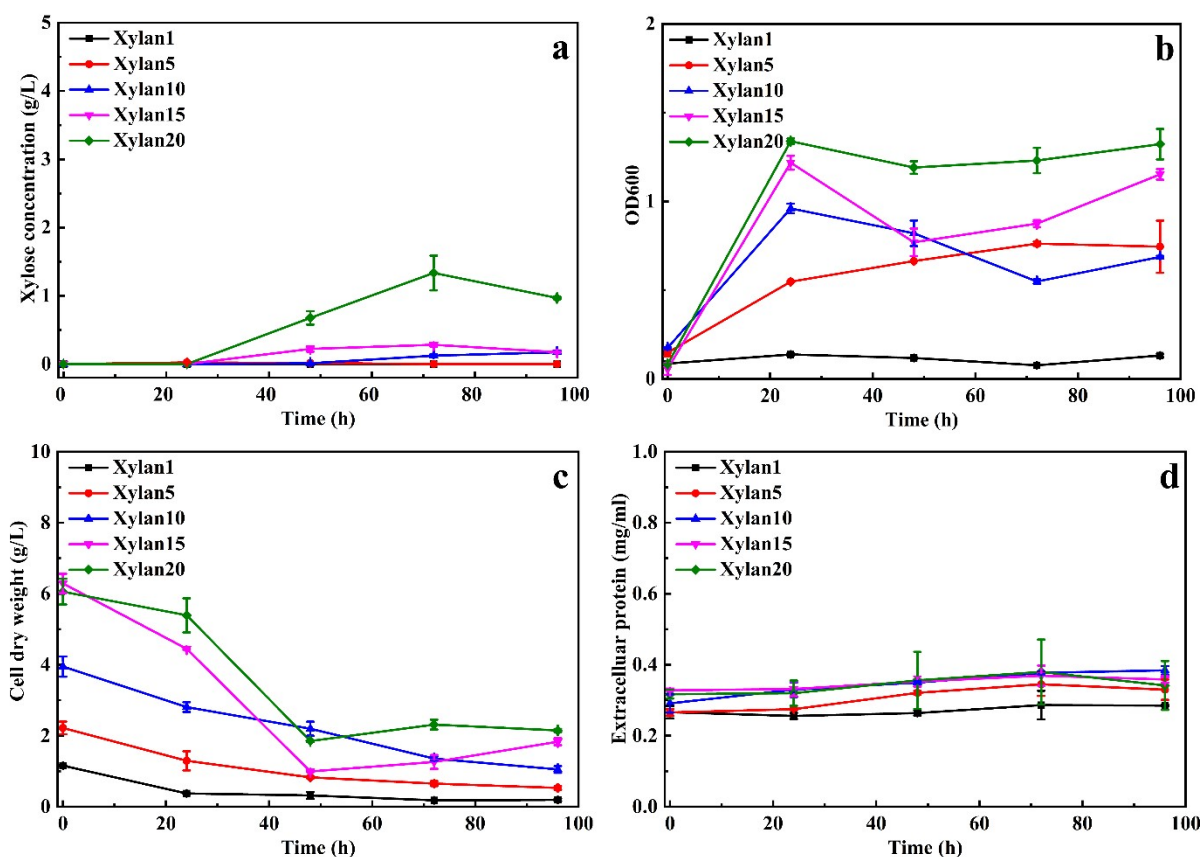 a
Xylose concentration (g/L)
5
4
3
2
1
0
Xylan1
Xylan5
Xylan10
Xylan15
Xylan20
0 20 40 60 80 100
Time (h)
b
OD600
2
1
0
Xylan1
Xylan5
Xylan10
Xylan15
Xylan20
0 20 40 60 80 100
Time (h)
c
Cell dry weight (g/L)
10
8
6
4
2
0
Xylan1
Xylan5
Xylan10
Xylan15
Xylan20
0 20 40 60 80 100
Time (h)
d
Extracelluar protein (mg/ml)
1.0
0.8
0.6
0.4
0.2
0.0
Xylan1
Xylan5
Xylan10
Xylan15
Xylan20
0 20 40 60 80 100
Time (h)